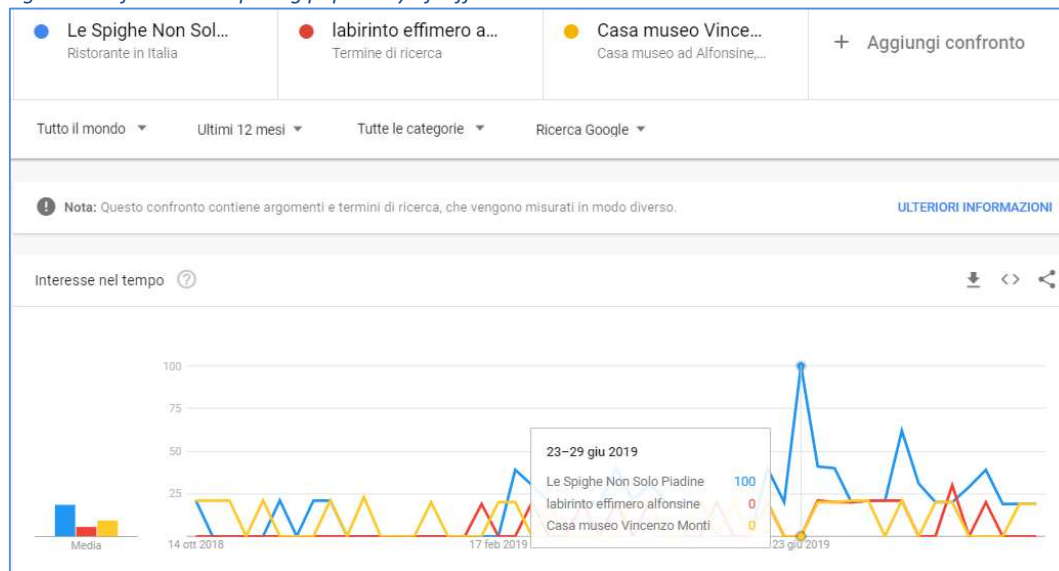 Le Spighe Non Sol...
Ristorante in Italia
labirinto effimero a...
Termine di ricerca
Casa museo Vince...
Casa museo ad Alfonsine,...
+ Aggiungi confronto
Tutto il mondo
Ultimi 12 mesi
Tutte le categorie
Ricerca Google
Nota: Questo confronto contiene argomenti e termini di ricerca, che vengono misurati in modo diverso.
ULTERIORI INFORMAZIONI
Interesse nel tempo
100
75
50
25
Media
14 ott 2018
17 feb 2019
23 giu 2019
23–29 giu 2019
Le Spighe Non Solo Piadine 100
labirinto effimero alfonsine 0
Casa museo Vincenzo Monti 0